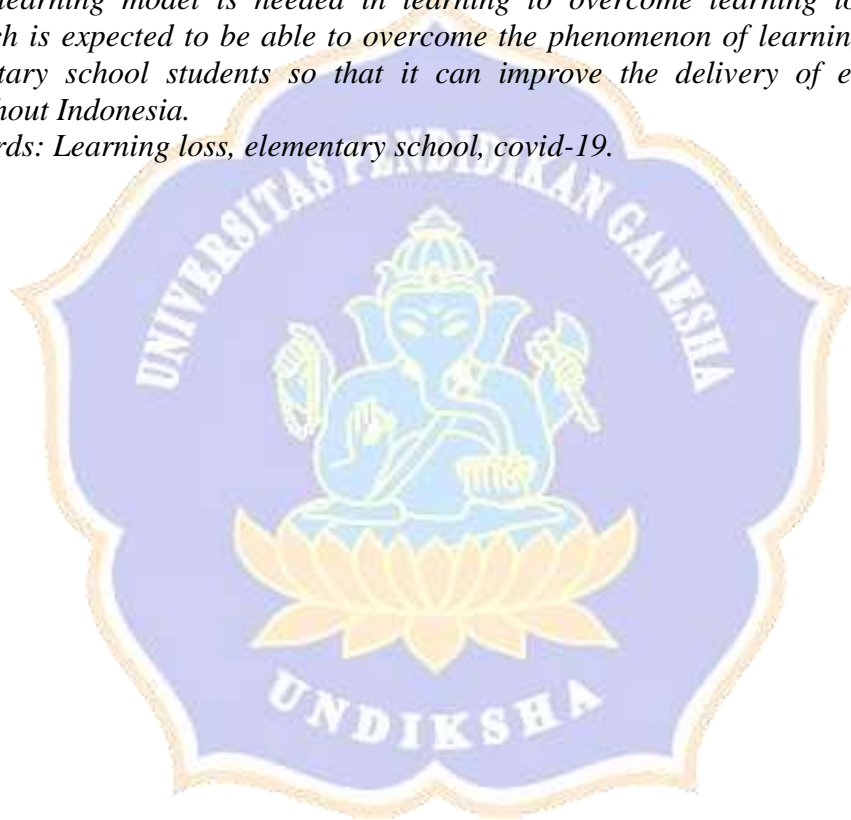 learning model is needed in learning to overcome learning
is expected to be able to overcome the phenomenon of learnin
school students so that it can improve the delivery of e
Indonesia.
Learning loss, elementary school, covid-19.
UNIVERSITAS PENDIDIKAN GANESHA
UNDIKSHA